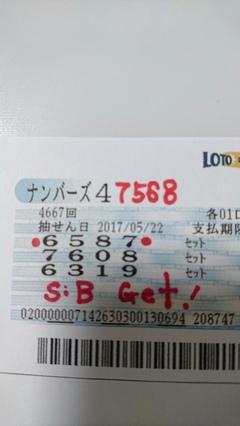 LOTO
ナンバーズ4 7568
4667回 各01口
抽せん日 2017/05/22 支払期限
•6587• セット
7608 セット
6319 セット
S:B Get!
020000007142630300130694 208747